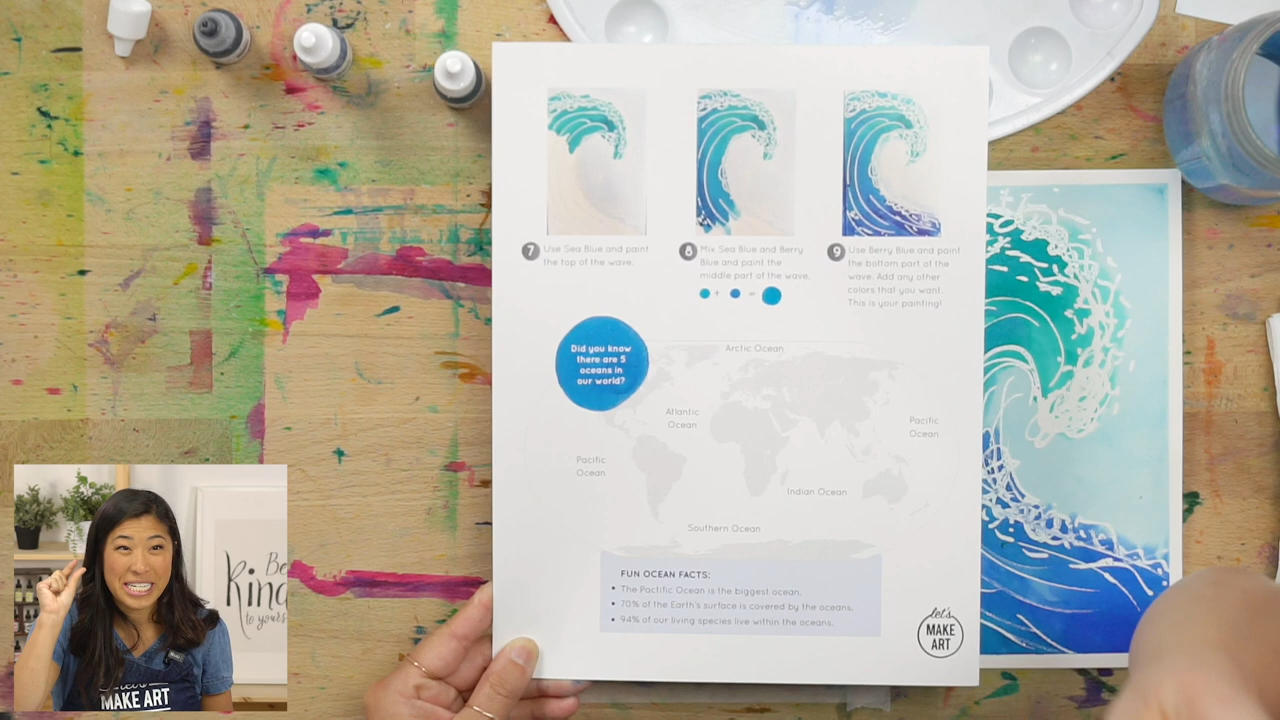 7 Use Sea Blue and paint
the top of the wave.
8 Mix Sea Blue and Berry
Blue and paint the
middle part of the wave.
+ =
9 Use Berry Blue and paint
the bottom part of the
wave. Add any other
colors that you want.
This is your painting!
Did you know
there are 5
oceans in
our world?
Arctic Ocean
Atlantic
Ocean
Pacific
Ocean
Pacific
Ocean
Indian Ocean
Southern Ocean
FUN OCEAN FACTS:
• The Pacific Ocean is the biggest ocean.
• 70% of the Earth's surface is covered by the oceans.
• 94% of our living species live within the oceans.
let's
MAKE
ART
Be
kind
to yours
let's
MAKE ART